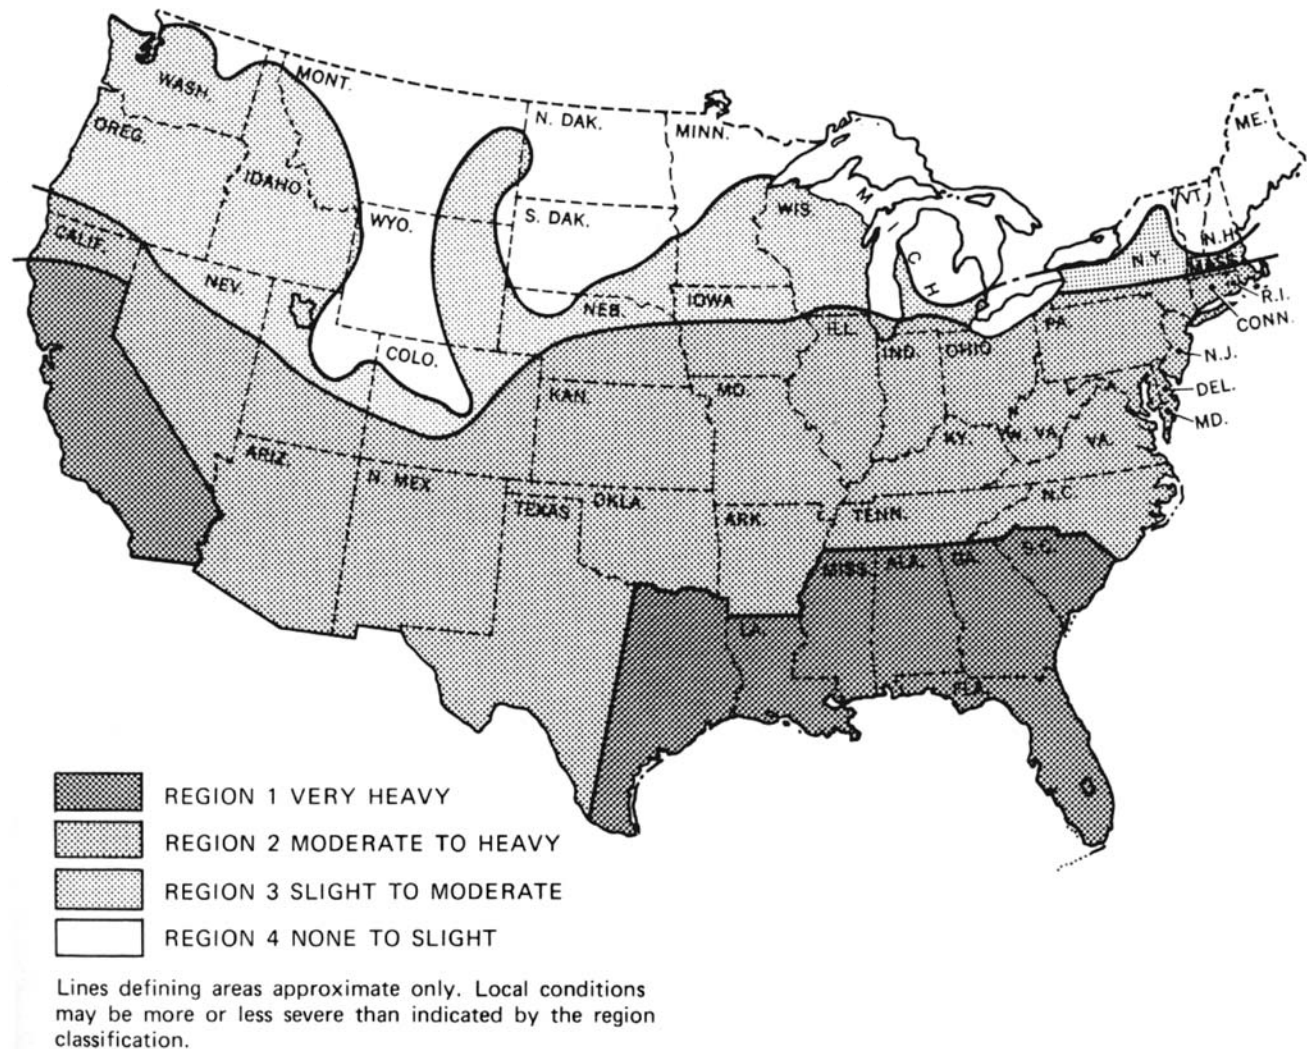 WASH.
MONT.
N. DAK.
MINN.
ME.
OREG.
IDAHO
WYO.
S. DAK.
WIS.
M
I
C
H
VT.
N.H.
CALIF.
NEV.
NEB.
IOWA
N.Y.
MASS.
R.I.
CONN.
COLO.
ILL.
IND.
OHIO
PA.
N.J.
KAN.
MO.
KY.
W. VA.
VA.
DEL.
MD.
ARIZ.
N. MEX.
TEXAS
OKLA.
ARK.
TENN.
N.C.
MISS.
ALA.
GA.
S.C.
LA.
FLA.
REGION 1 VERY HEAVY
REGION 2 MODERATE TO HEAVY
REGION 3 SLIGHT TO MODERATE
REGION 4 NONE TO SLIGHT
Lines defining areas approximate only. Local conditions
may be more or less severe than indicated by the region
classification.